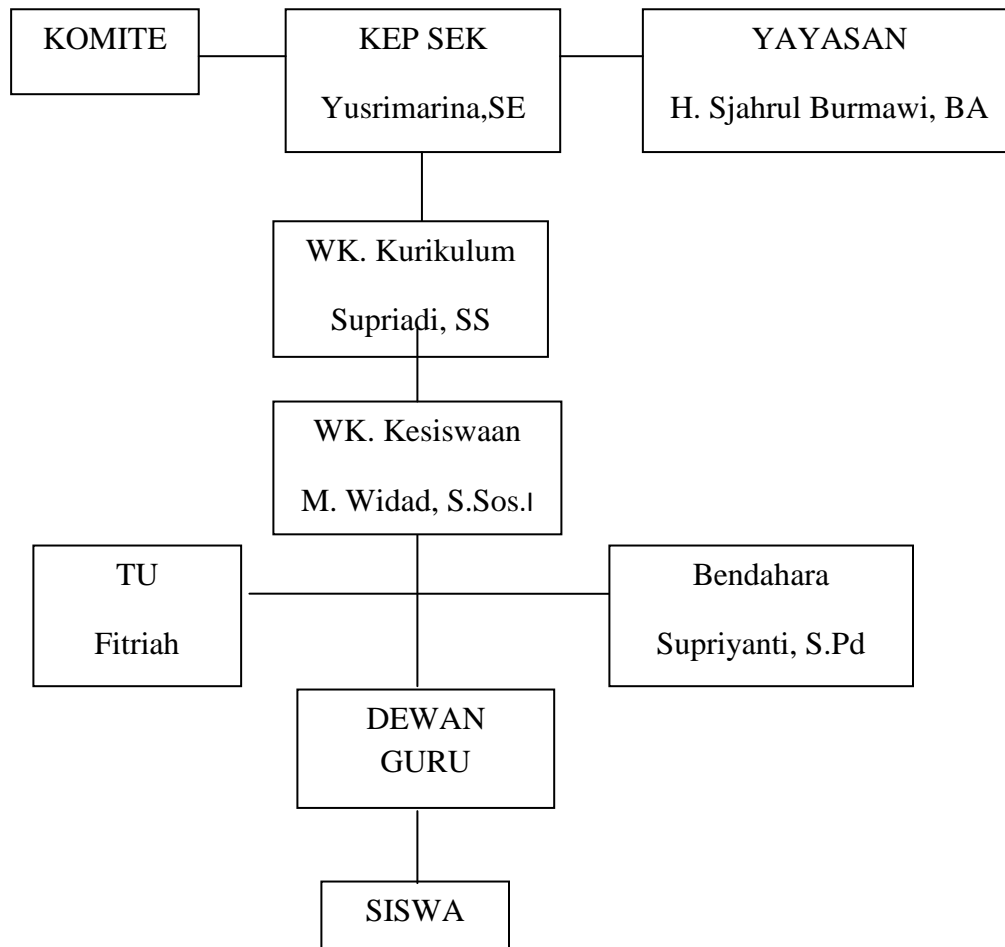 KOMITE
KEP SEK
Yusrimarina,SE
YAYASAN
H. Sjahrul Burmawi, BA
WK. Kurikulum
Supriadi, SS
WK. Kesiswaan
M. Widad, S.Sos.I
TU
Fitriah
Bendahara
Supriyanti, S.Pd
DEWAN
GURU
SISWA